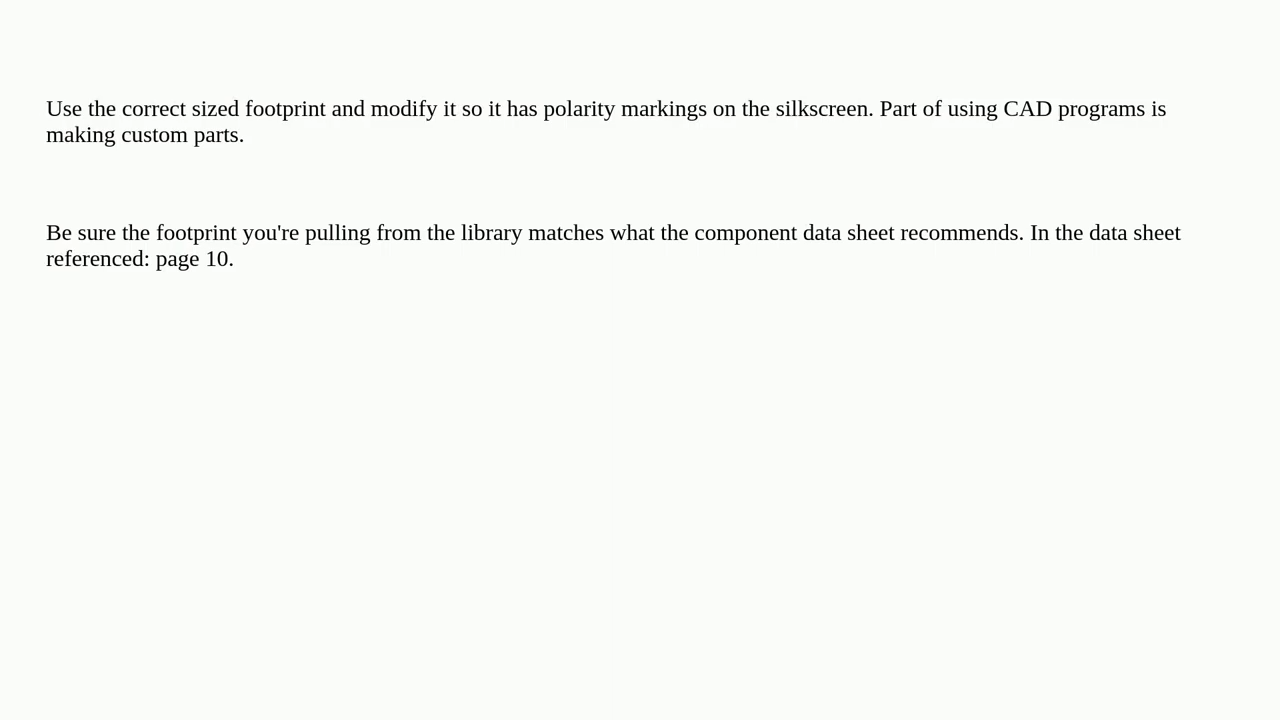 Use the correct sized footprint and modify it so it has polarity markings on the silkscreen. Part of using CAD programs is
making custom parts.
Be sure the footprint you're pulling from the library matches what the component data sheet recommends. In the data sheet
referenced: page 10.